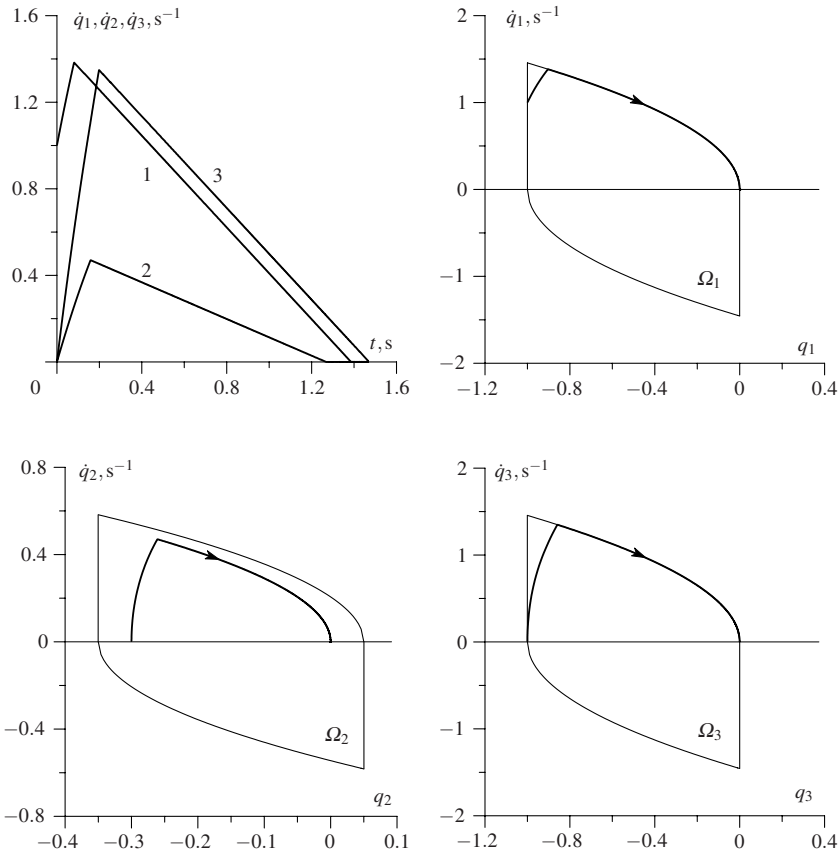 q̇₁, q̇₂, q̇₃, s⁻¹
1.6
1.2
0.8
0.4
0
1
2
3
t, s
0.4 0.8 1.2 1.6
q̇₁, s⁻¹
2
1
0
−1
−2
Ω₁
q₁
−1.2 −0.8 −0.4 0 0.4
q̇₂, s⁻¹
0.8
0.4
0
−0.4
−0.8
Ω₂
q₂
−0.4 −0.3 −0.2 −0.1 0 0.1
q̇₃, s⁻¹
2
1
0
−1
−2
Ω₃
q₃
−1.2 −0.8 −0.4 0 0.4